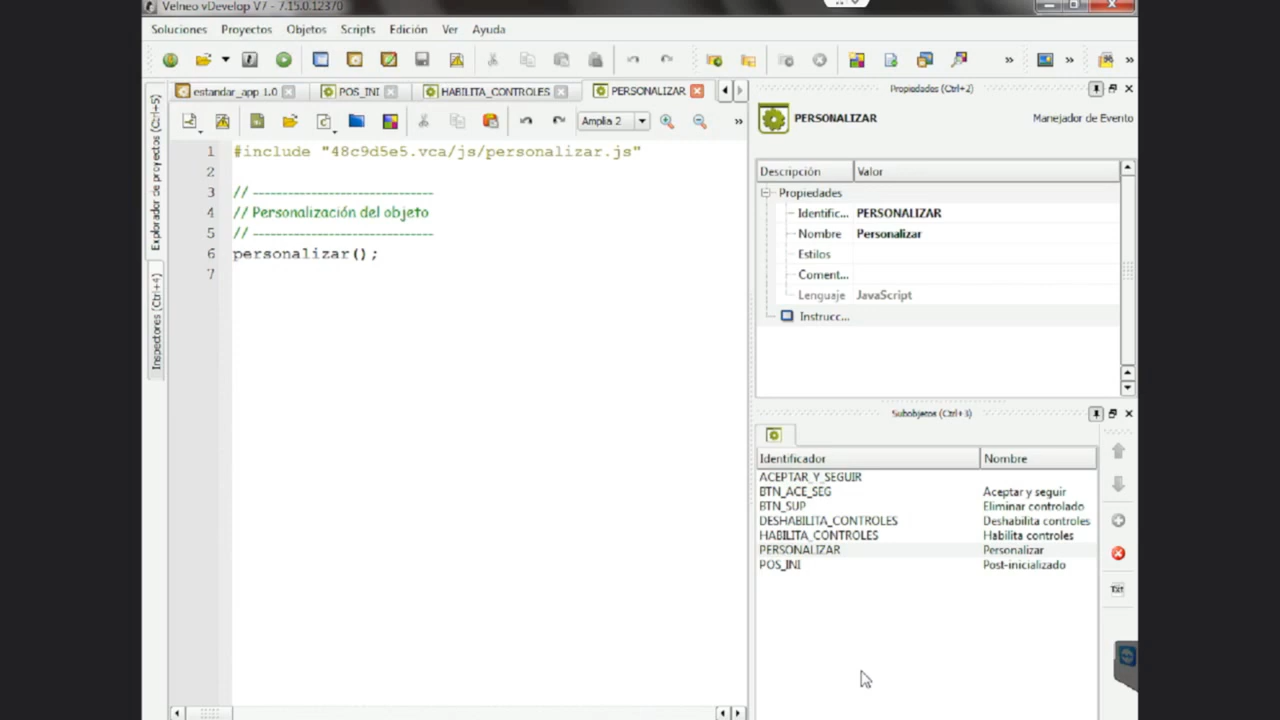 Velneo vDevelop V7 - 7.15.0.12370
Soluciones Proyectos Objetos Scripts Edición Ver Ayuda
estandar_app 1.0 POS_INI HABILITA_CONTROLES PERSONALIZAR
Amplia 2
Explorador de proyectos (Ctrl+5)
Inspectores (Ctrl+4)
1 #include "48c9d5e5.vca/js/personalizar.js"
2
3 // ------------------------------
4 // Personalización del objeto
5 // ------------------------------
6 personalizar();
7
Propiedades (Ctrl+2)
PERSONALIZAR Manejador de Evento
Descripción Valor
Propiedades
Identific... PERSONALIZAR
Nombre Personalizar
Estilos
Coment...
Lenguaje JavaScript
Instrucc...
Subobjetos (Ctrl+3)
Identificador Nombre
ACEPTAR_Y_SEGUIR
BTN_ACE_SEG Aceptar y seguir
BTN_SUP Eliminar controlado
DESHABILITA_CONTROLES Deshabilita controles
HABILITA_CONTROLES Habilita controles
PERSONALIZAR Personalizar
POS_INI Post-inicializado
Txt